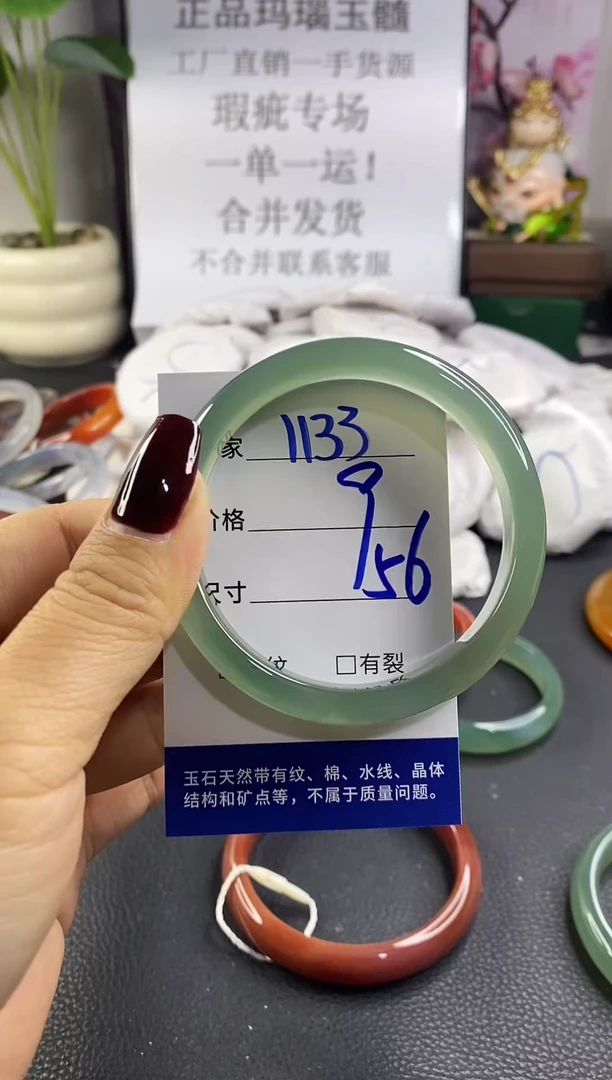 正品玛瑙玉髓
工厂直销一手货源
瑕疵专场
一单一运!
合并发货
不合并联系客服
家 1133
价格 9
尺寸 56
纹 □有裂
玉石天然带有纹、棉、水线、晶体
结构和矿点等，不属于质量问题。